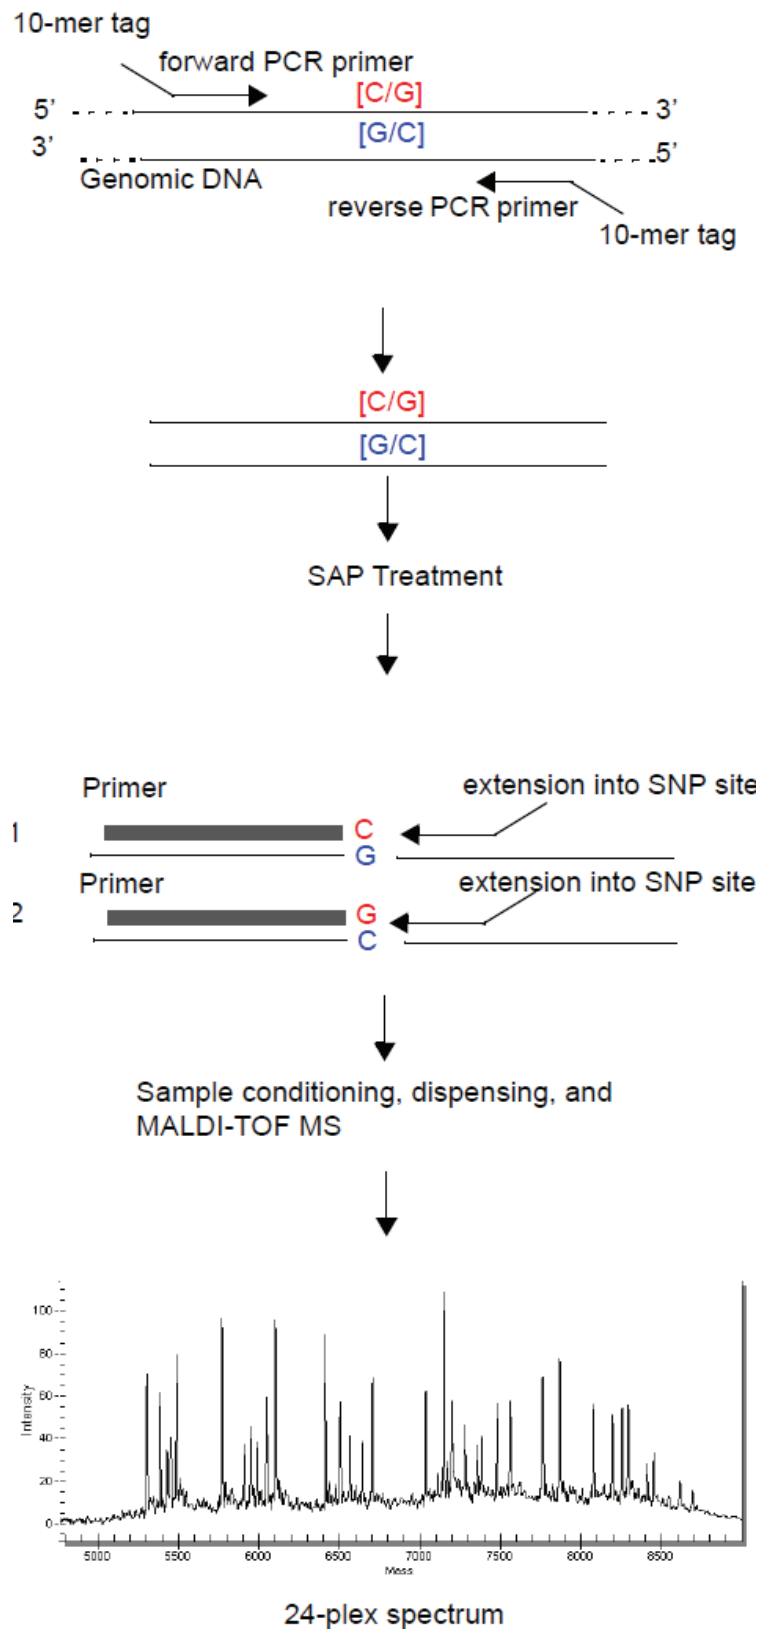 10-mer tag
forward PCR primer
[C/G]
5’
3’
[G/C]
3’
5’
Genomic DNA
reverse PCR primer
10-mer tag
[C/G]
[G/C]
SAP Treatment
Primer
extension into SNP site
1
C
G
Primer
extension into SNP site
2
G
C
Sample conditioning, dispensing, and
MALDI-TOF MS
100
80
60
40
20
0
Intensity
5000 5500 6000 6500 7000 7500 8000 8500
Mass
24-plex spectrum